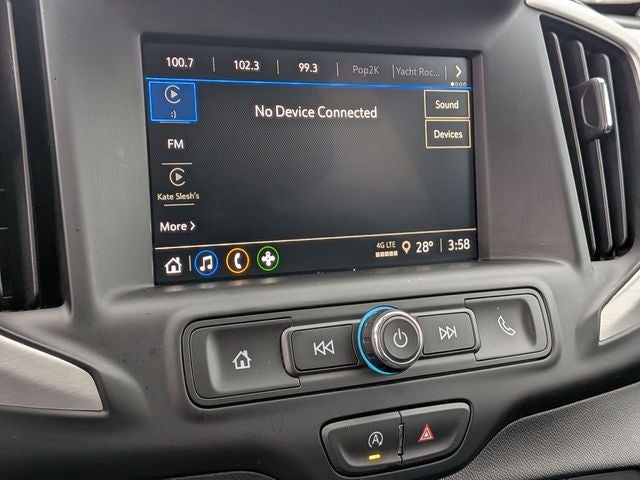 100.7 102.3 99.3 Pop2K Yacht Roc...
:)
No Device Connected
Sound
FM
Devices
Kate Slesh's
More
4G LTE 28° 3:58
A